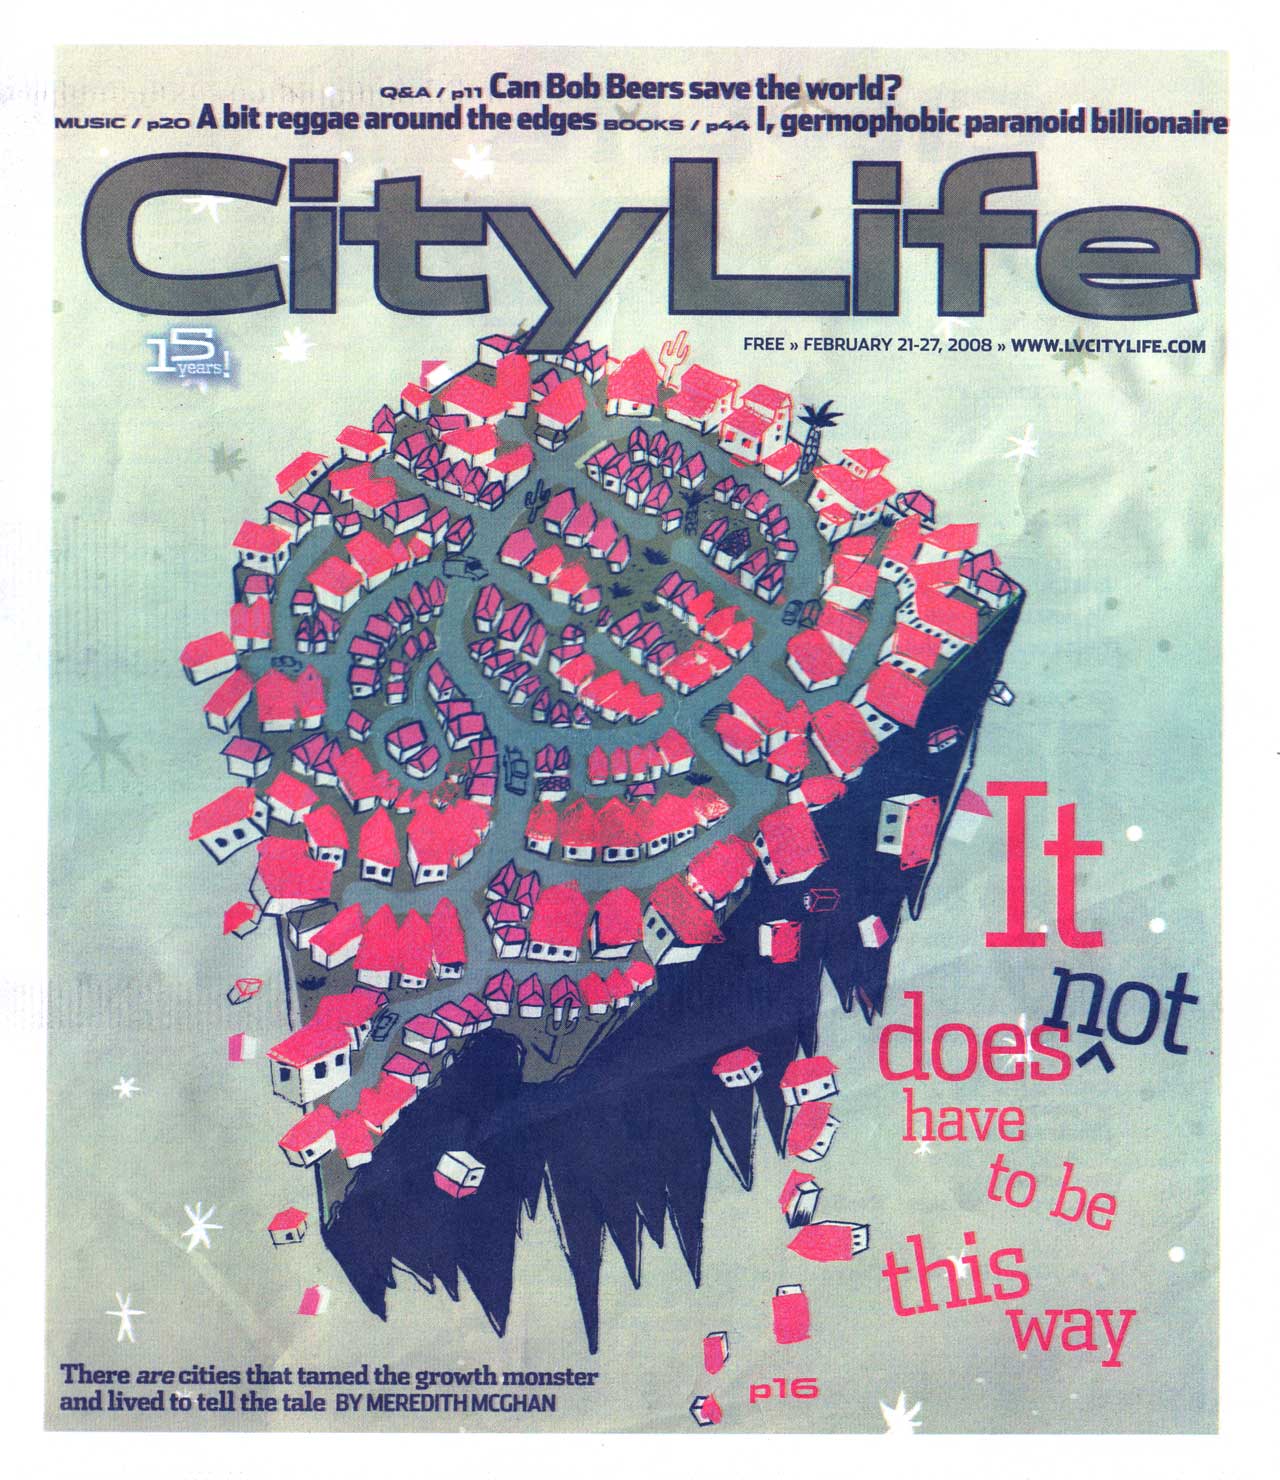 Q&A / p11 Can Bob Beers save the world?
MUSIC / p20 A bit reggae around the edges BOOKS / p44 I, germophobic paranoid billionaire
CityLife
15 years!
FREE » FEBRUARY 21-27, 2008 » WWW.LVCITYLIFE.COM
It
not
does ^
have
to be
this
way
There are cities that tamed the growth monster
and lived to tell the tale BY MEREDITH MCGHAN
p16